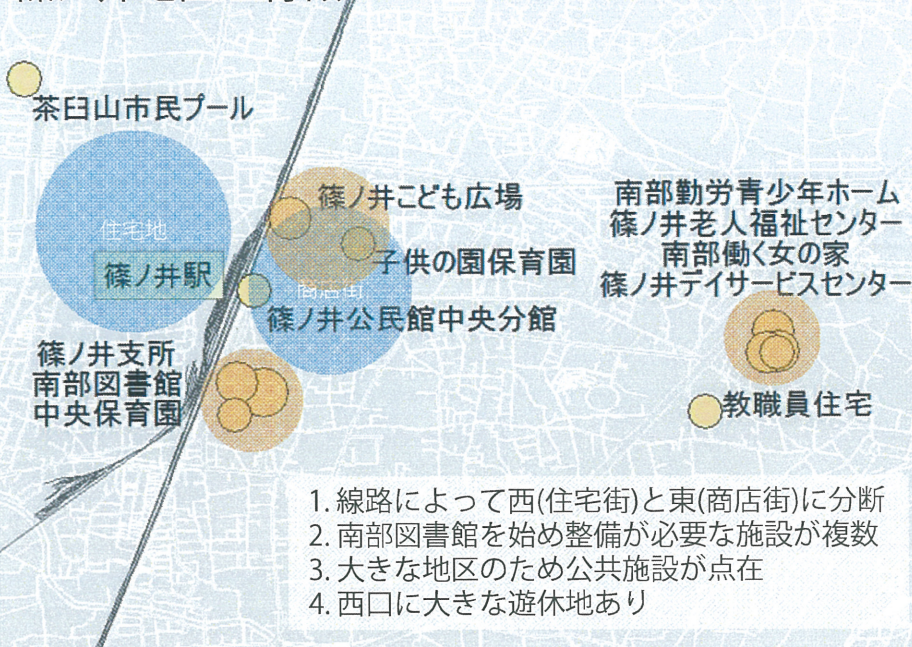 茶臼山市民プール
住宅地
篠ノ井こども広場
子供の園保育園
篠ノ井駅
商店街
篠ノ井公民館中央分館
南部勤労青少年ホーム
篠ノ井老人福祉センター
南部働く女の家
篠ノ井デイサービスセンター
篠ノ井支所
南部図書館
中央保育園
教職員住宅
1. 線路によって西(住宅街)と東(商店街)に分断
2. 南部図書館を始め整備が必要な施設が複数
3. 大きな地区のため公共施設が点在
4. 西口に大きな遊休地あり